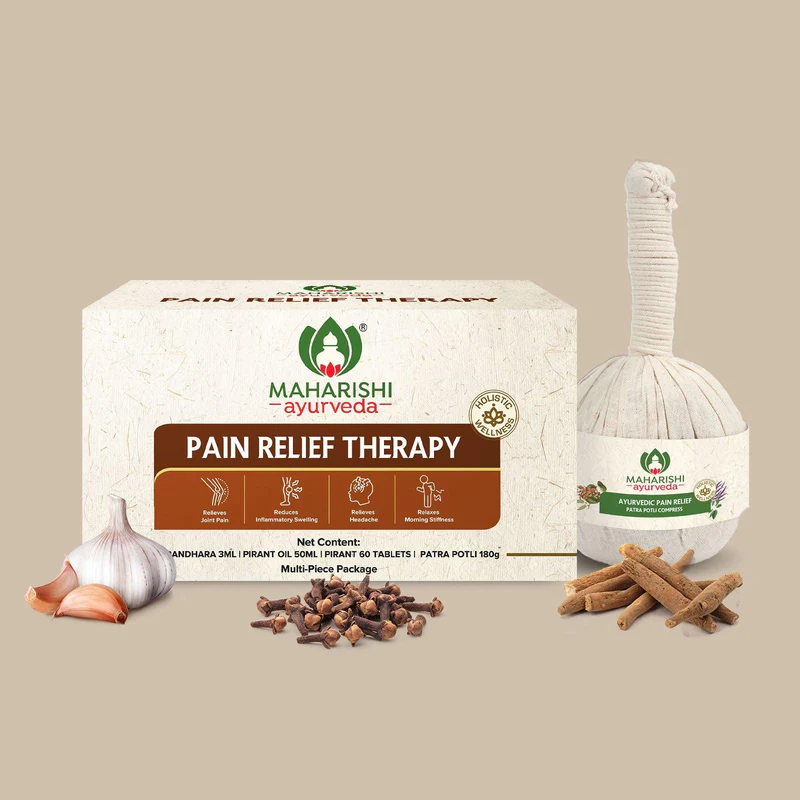 MAHARISHI
ayurveda
PAIN RELIEF THERAPY
®
MAHARISHI
ayurveda
HOLISTIC
WELLNESS
PAIN RELIEF THERAPY
Relieves
Joint Pain
Reduces
Inflammatory Swelling
Relieves
Headache
Relaxes
Morning Stiffness
Net Content:
ANDHARA 3ML | PIRANT OIL 50ML | PIRANT 60 TABLETS | PATRA POTLI 180g
Multi-Piece Package
MAHARISHI
ayurveda
AYURVEDIC PAIN RELIEF
PATRA POTLI COMPRESS